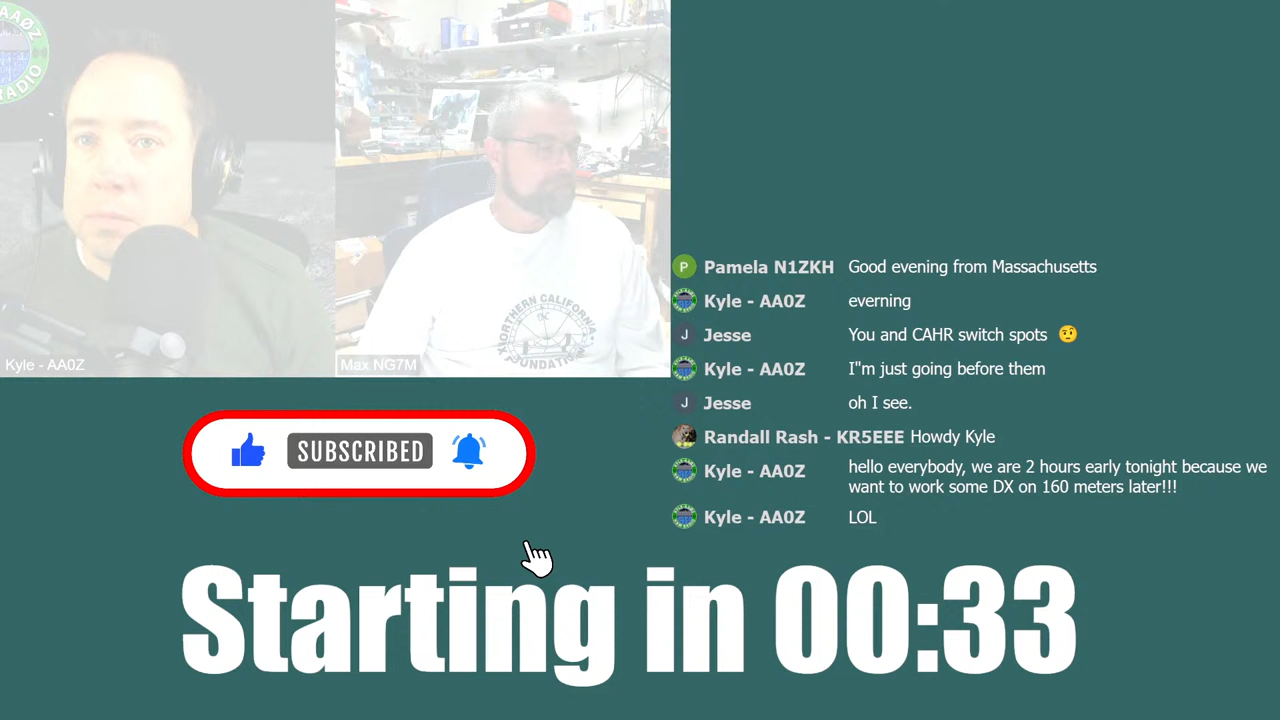 AAØZ
RADIO
Kyle - AA0Z
Max NG7M
NORTHERN CALIFORNIA
FOUNDATION
P Pamela N1ZKH Good evening from Massachusetts
Kyle - AA0Z everning
J Jesse You and CAHR switch spots 🤨
Kyle - AA0Z I"m just going before them
J Jesse oh I see.
Randall Rash - KR5EEE Howdy Kyle
Kyle - AA0Z hello everybody, we are 2 hours early tonight because we
want to work some DX on 160 meters later!!!
Kyle - AA0Z LOL
SUBSCRIBED
Starting in 00:33